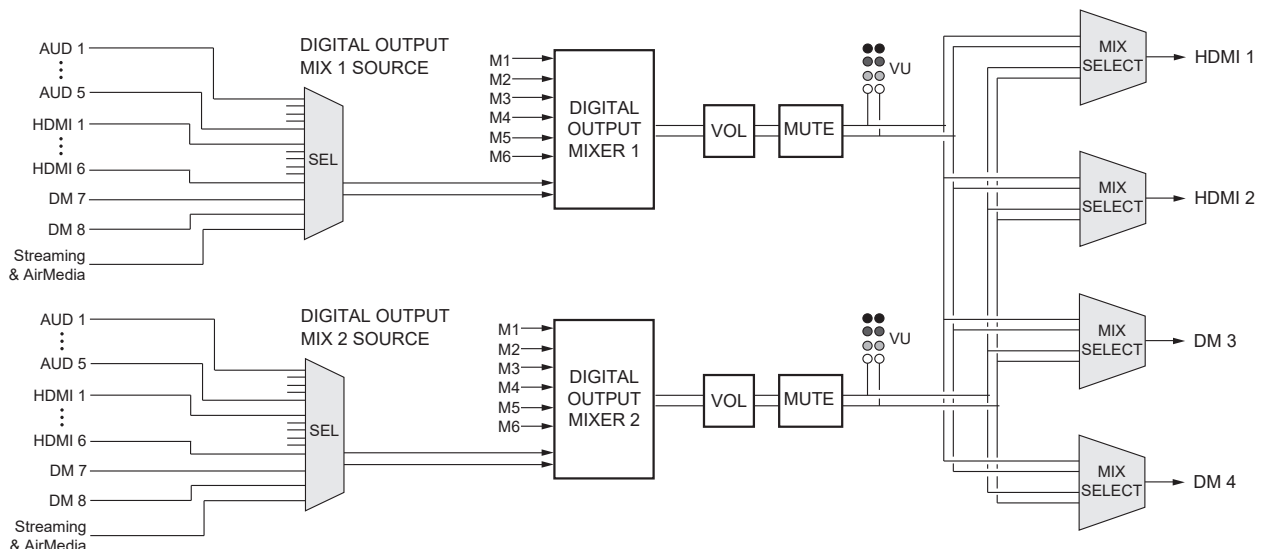 AUD 1
AUD 5
HDMI 1
HDMI 6
DM 7
DM 8
Streaming
& AirMedia
DIGITAL OUTPUT
MIX 1 SOURCE
SEL
M1
M2
M3
M4
M5
M6
DIGITAL
OUTPUT
MIXER 1
VOL
MUTE
VU
MIX
SELECT
HDMI 1
MIX
SELECT
HDMI 2
AUD 1
AUD 5
HDMI 1
HDMI 6
DM 7
DM 8
Streaming
& AirMedia
DIGITAL OUTPUT
MIX 2 SOURCE
SEL
M1
M2
M3
M4
M5
M6
DIGITAL
OUTPUT
MIXER 2
VOL
MUTE
VU
MIX
SELECT
DM 3
MIX
SELECT
DM 4